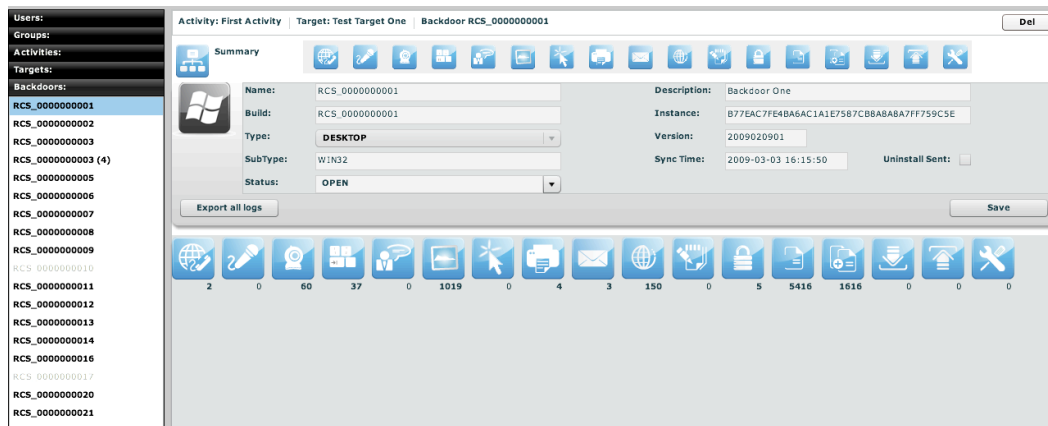 Users:
Groups:
Activities:
Targets:
Backdoors:
RCS_0000000001
RCS_0000000002
RCS_0000000003
RCS_0000000003 (4)
RCS_0000000005
RCS_0000000006
RCS_0000000007
RCS_0000000008
RCS_0000000009
RCS_0000000010
RCS_0000000011
RCS_0000000012
RCS_0000000013
RCS_0000000014
RCS_0000000016
RCS_0000000017
RCS_0000000020
RCS_0000000021
Activity: First Activity Target: Test Target One Backdoor RCS_0000000001 Del
Summary
Name: RCS_0000000001 Description: Backdoor One
Build: RCS_0000000001 Instance: B77EAC7FE4BA6AC1A1E7587CB8A8A8A7FF759C5E
Type: DESKTOP Version: 2009020901
SubType: WIN32 Sync Time: 2009-03-03 16:15:50 Uninstall Sent:
Status: OPEN
Export all logs Save
2 0 60 37 0 1019 0 4 3 150 0 5 5416 1616 0 0 0